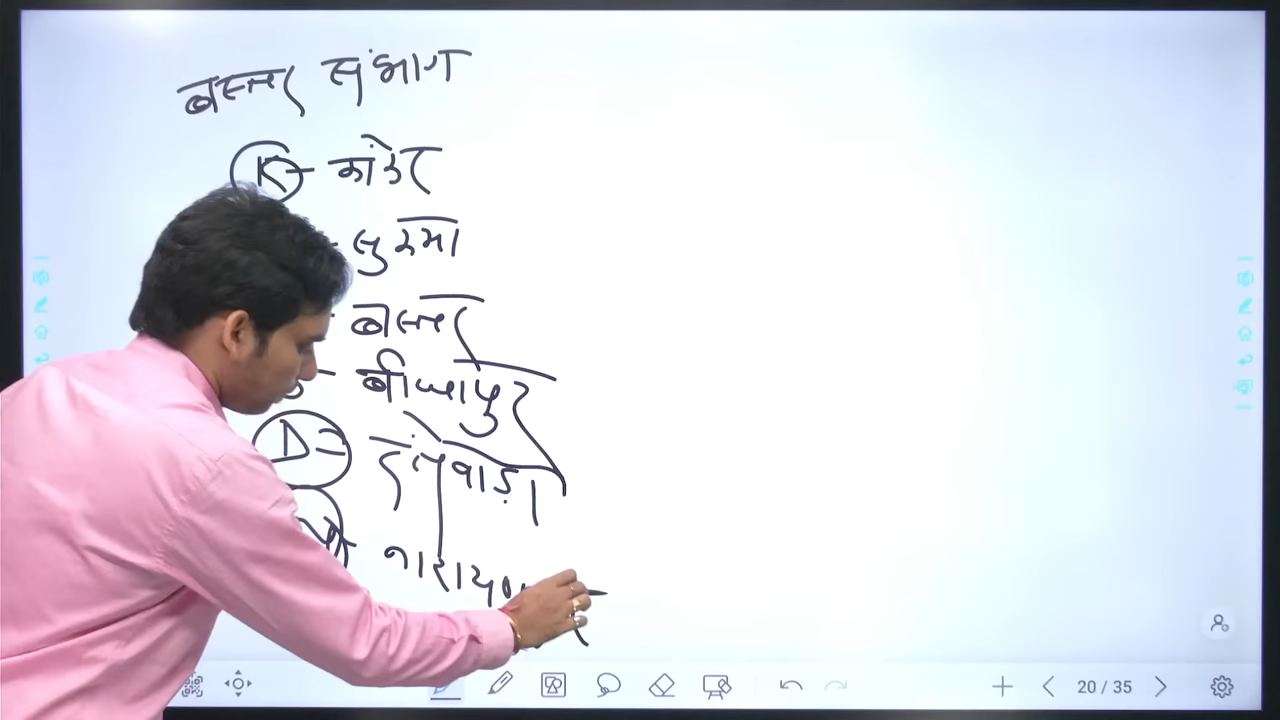 बस्तर संभाग
K - कांकेर
- सुकमा
- बस्तर
- बीजापुर
D = दंतेवाड़ा
नारायण
20 / 35